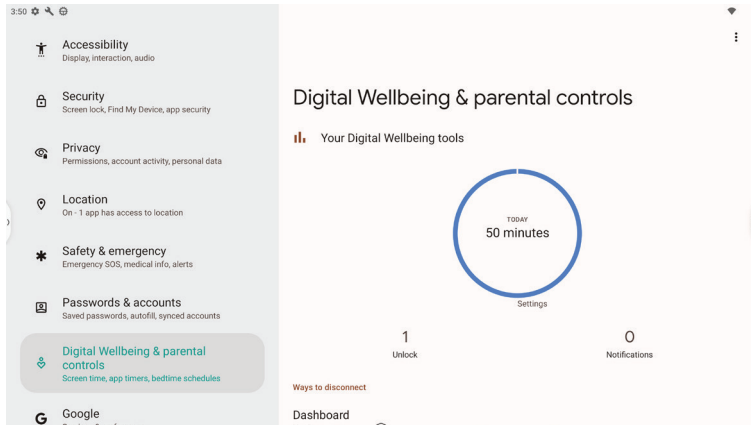 3:50
Accessibility
Display, interaction, audio
Security
Screen lock, Find My Device, app security
Privacy
Permissions, account activity, personal data
Location
On - 1 app has access to location
Safety & emergency
Emergency SOS, medical info, alerts
Passwords & accounts
Saved passwords, autofill, synced accounts
Digital Wellbeing & parental
controls
Screen time, app timers, bedtime schedules
Google
Digital Wellbeing & parental controls
Your Digital Wellbeing tools
TODAY
50 minutes
Settings
1
Unlock
0
Notifications
Ways to disconnect
Dashboard